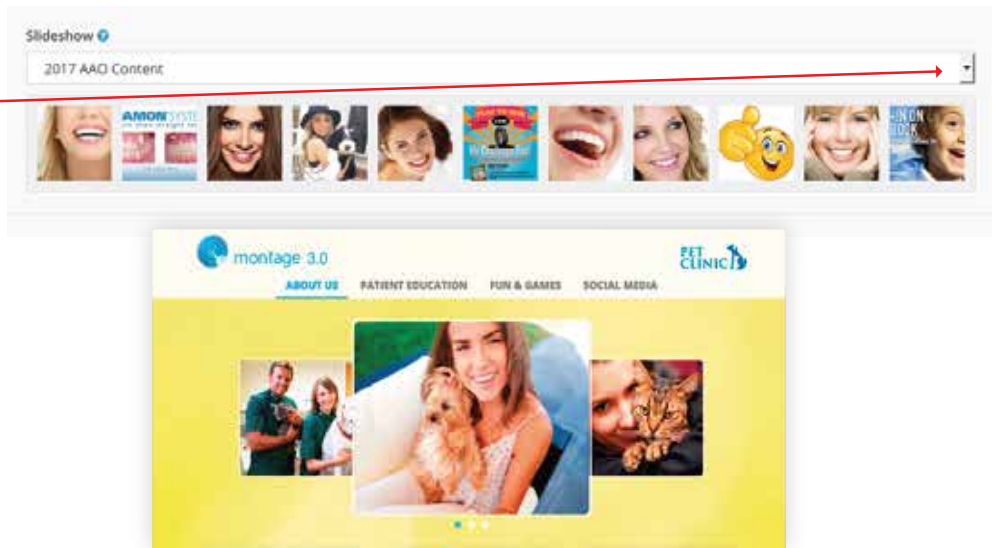 Slideshow ?
2017 AAO Content
AMON SYSTE
montage 3.0
PET
CLINIC
ABOUT US PATIENT EDUCATION FUN & GAMES SOCIAL MEDIA